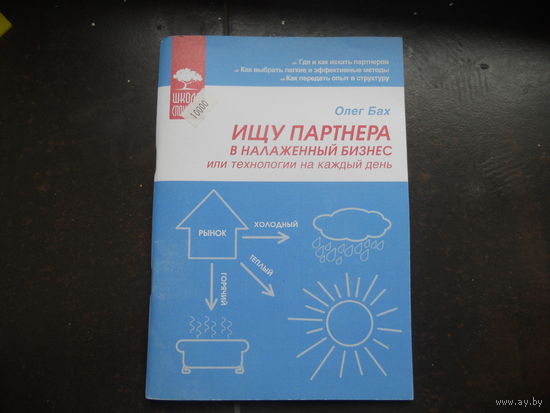 Где и как искать партнеров
Как выбрать легкие и эффективные методы
Как передать опыт в структуру
ШКОЛА
10000
Олег Бах
ИЩУ ПАРТНЕРА
В НАЛАЖЕННЫЙ БИЗНЕС
или технологии на каждый день
РЫНОК
ХОЛОДНЫЙ
ТЕПЛЫЙ
ГОРЯЧИЙ
www.ay.by